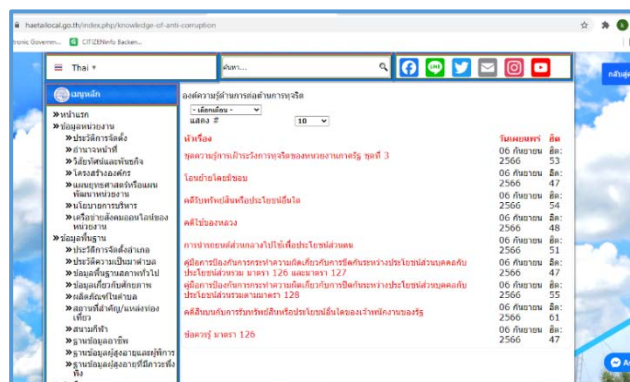 haetailocal.go.th/index.php/knowledge-of-anti-corruption
CITIZENinfo Backen...
Thai
ค้นหา...
กลับสู่
เมนูหลัก
องค์ความรู้ด้านการต่อต้านการทุจริต
- เลือกเดือน -
แสดง #
10
หน้าแรก
ข้อมูลหน่วยงาน
ประวัติการจัดตั้ง
อำนาจหน้าที่
วิสัยทัศน์และพันธกิจ
โครงสร้างองค์กร
แผนยุทธศาสตร์หรือแผน
พัฒนาหน่วยงาน
นโยบายการบริหาร
เครือข่ายสังคมออนไลน์ของ
หน่วยงาน
ข้อมูลพื้นฐาน
ประวัติการจัดตั้งอำเภอ
ประวัติความเป็นมาตำบล
ข้อมูลพื้นฐานสภาพทั่วไป
ข้อมูลเกี่ยวกับศักยภาพ
ผลิตภัณฑ์ในตำบล
สถานที่สำคัญ/แหล่งท่อง
เที่ยว
สนามกีฬา
ฐานข้อมูลอาชีพ
ฐานข้อมูลผู้สูงอายุและผู้พิการ
ฐานข้อมูลผู้สูงอายุที่มีภาวะพึ่ง
พิง
หัวเรื่อง วันเผยแพร่ ฮิต
ชุดความรู้การเฝ้าระวังการทุจริตของหน่วยงานภาครัฐ ชุดที่ 3 06 กันยายน 2566 ฮิต: 53
โอนย้ายโดยมิชอบ 06 กันยายน 2566 ฮิต: 47
คดีรับทรัพย์สินหรือประโยชน์อื่นใด 06 กันยายน 2566 ฮิต: 54
คดีใช้ของหลวง 06 กันยายน 2566 ฮิต: 48
การนำรถยนต์ส่วนกลางไปใช้เพื่อประโยชน์ส่วนตน 06 กันยายน 2566 ฮิต: 51
คู่มือการป้องกันการกระทำความผิดเกี่ยวกับการขัดกันระหว่างประโยชน์ส่วนบุคคลกับ
ประโยชน์ส่วนรวม มาตรา 126 และมาตรา 127 06 กันยายน 2566 ฮิต: 47
คู่มือการป้องกันการกระทำความผิดเกี่ยวกับการขัดกันระหว่างประโยชน์ส่วนบุคคลกับ
ประโยชน์ส่วนรวมตามมาตรา 128 06 กันยายน 2566 ฮิต: 55
คดีสินบนกับการรับทรัพย์สินหรือประโยชน์อื่นใดของเจ้าพนักงานของรัฐ 06 กันยายน 2566 ฮิต: 61
ข้อควรรู้ มาตรา 126 06 กันยายน 2566 ฮิต: 47